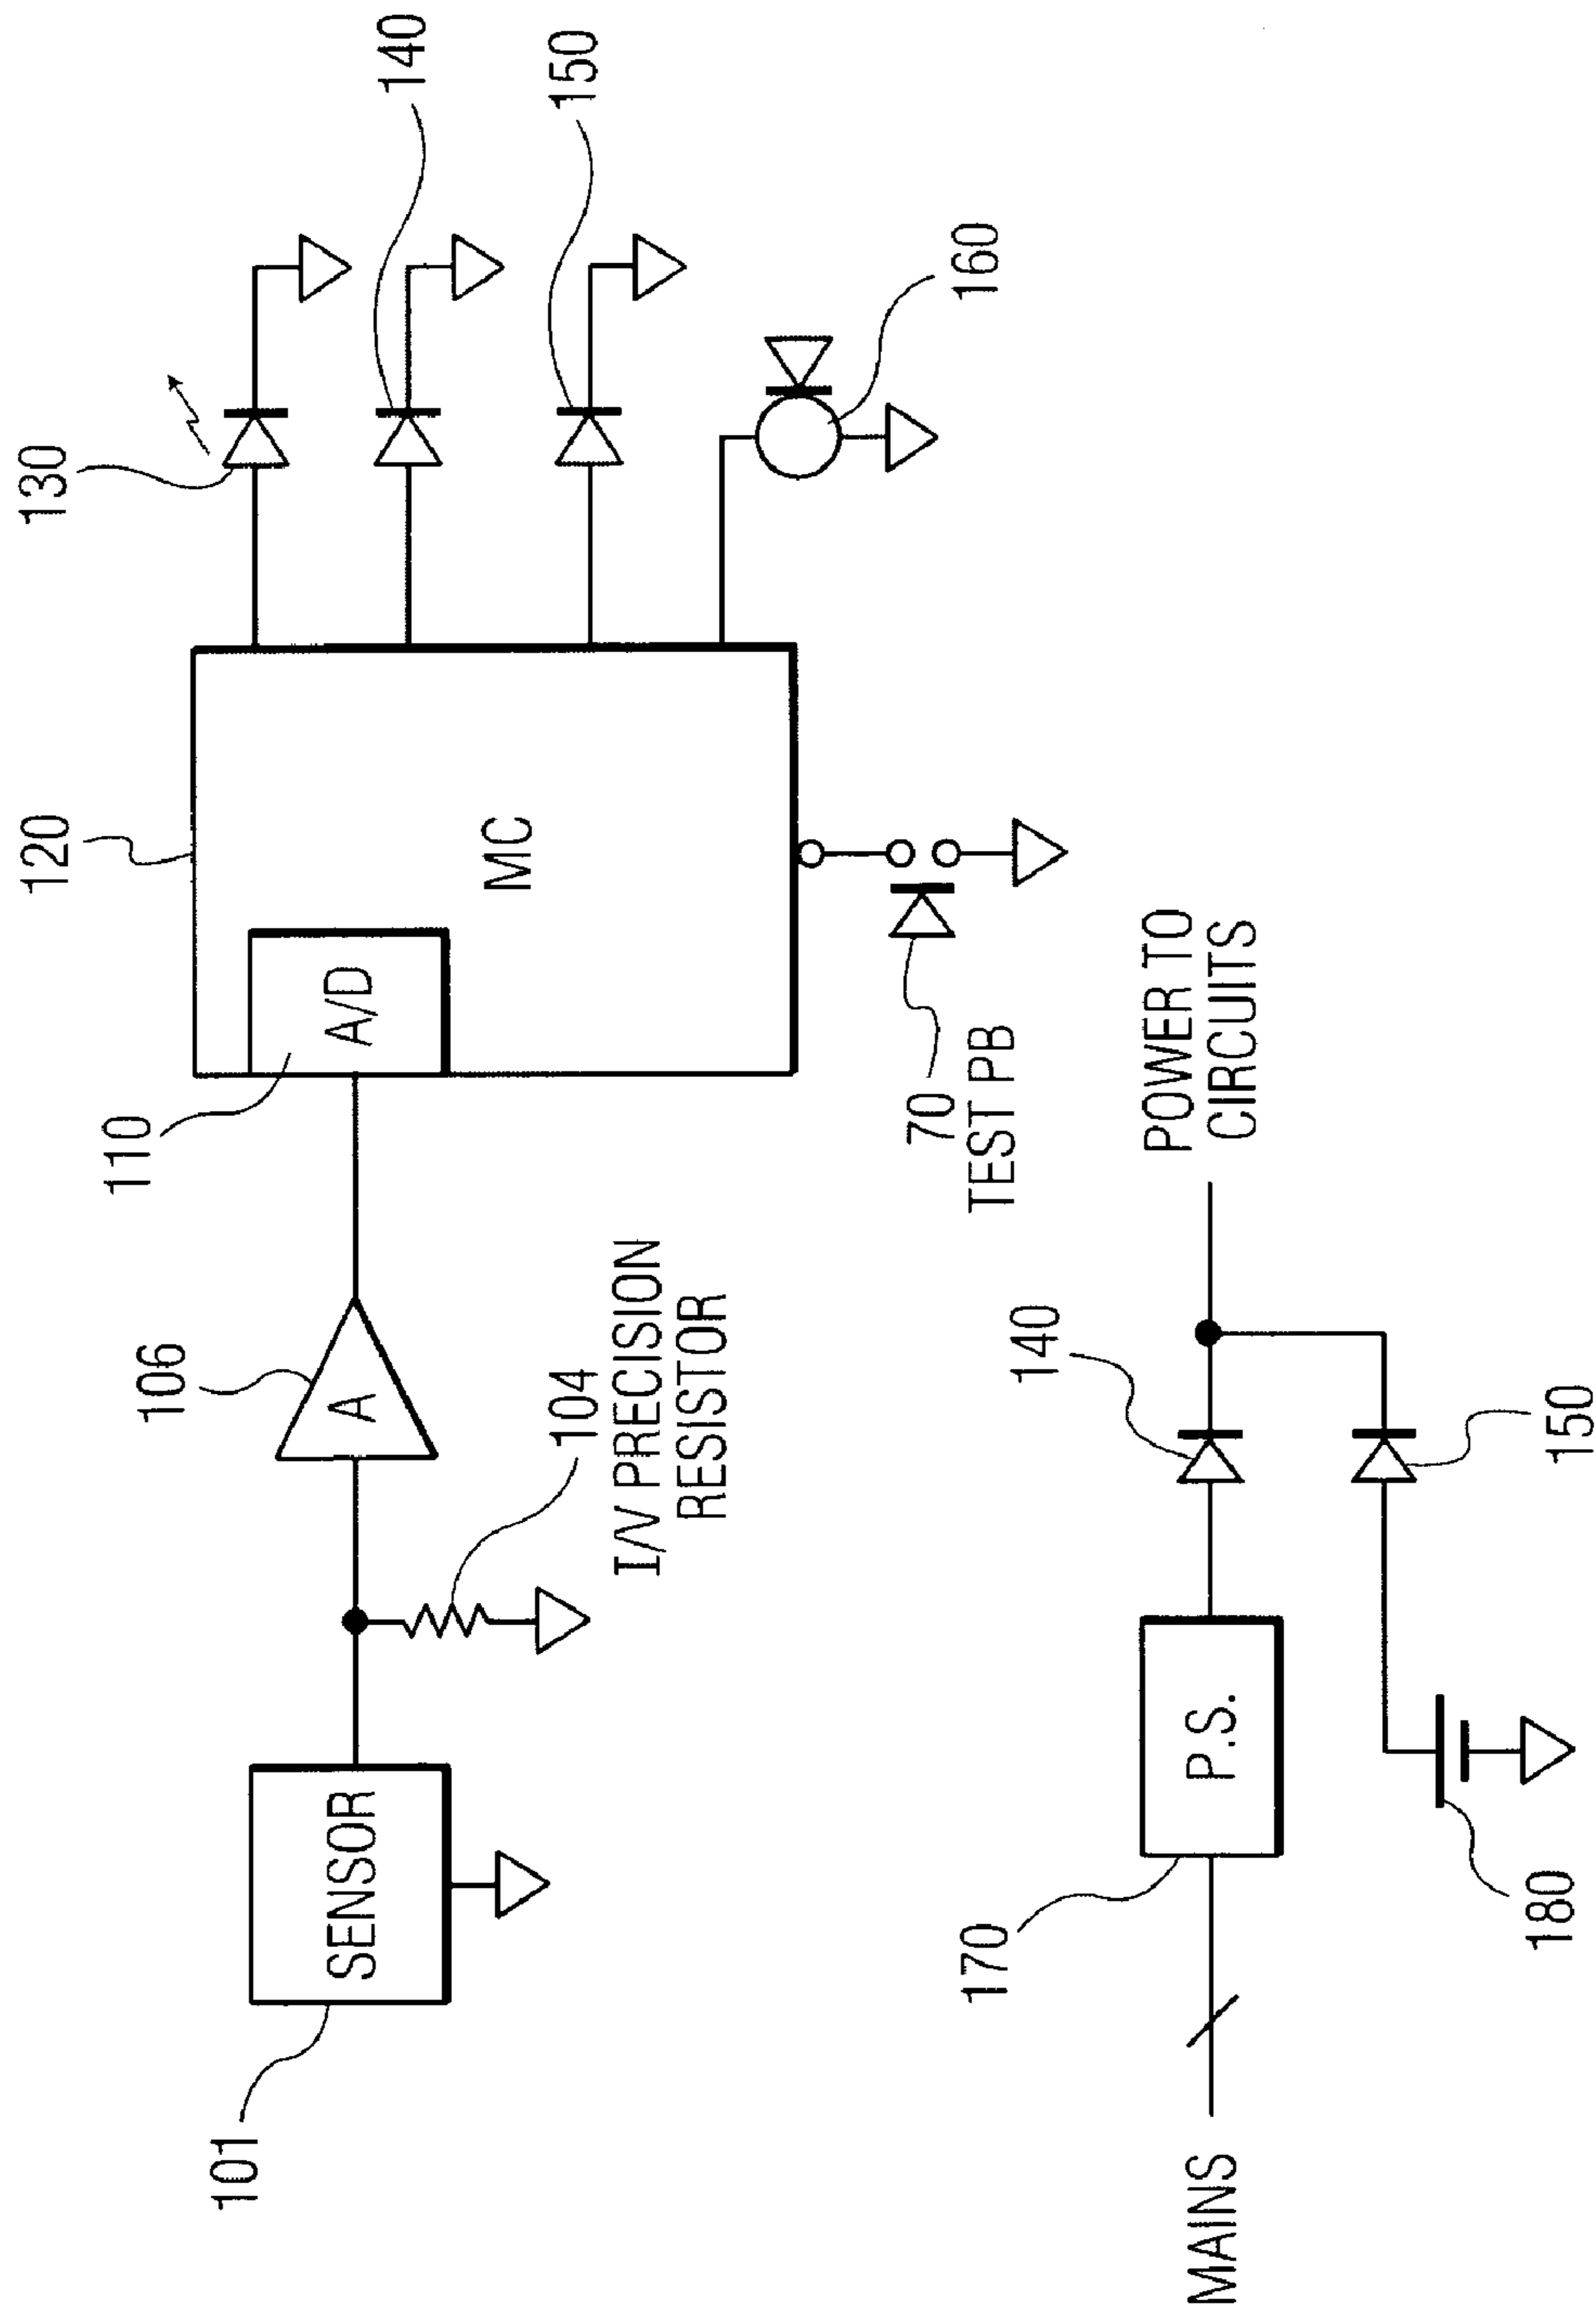 130
140
150
160
120
MC
110
A/D
70
TEST PB
106
A
104
I/V PRECISION
RESISTOR
101
SENSOR
POWER TO
CIRCUITS
140
150
170
P.S.
180
MAINS